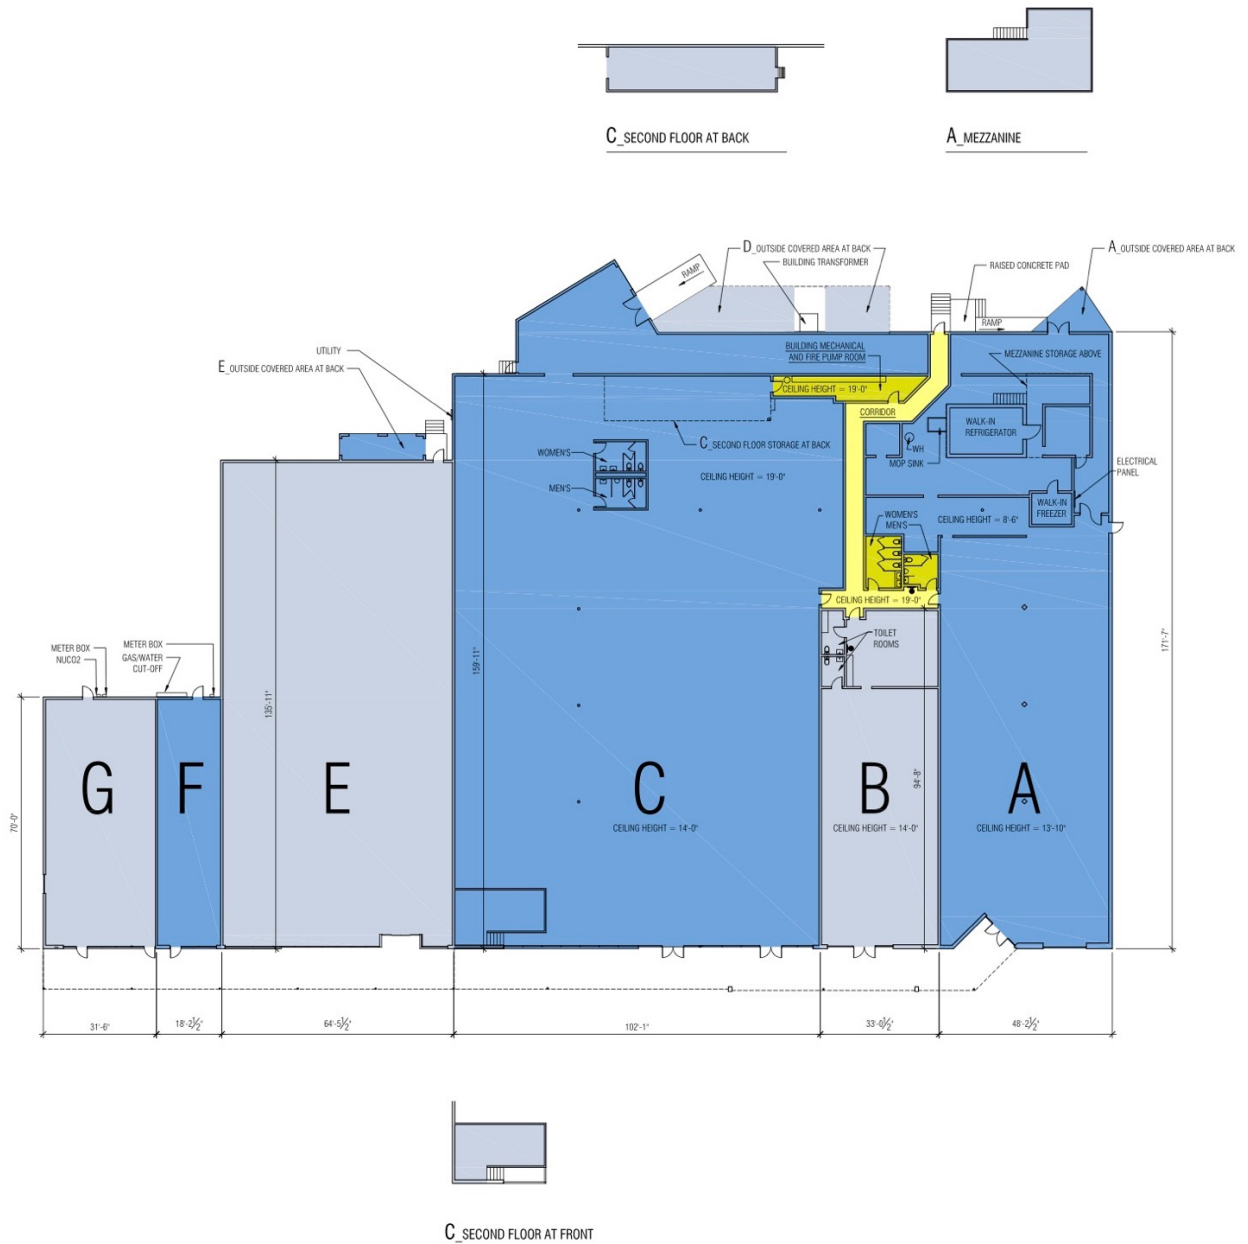 C_SECOND FLOOR AT BACK
A_MEZZANINE
D_OUTSIDE COVERED AREA AT BACK
BUILDING TRANSFORMER
A_OUTSIDE COVERED AREA AT BACK
RAISED CONCRETE PAD
RAMP
RAMP
UTILITY
E_OUTSIDE COVERED AREA AT BACK
BUILDING MECHANICAL
AND FIRE PUMP ROOM
MEZZANINE STORAGE ABOVE
CEILING HEIGHT = 19'-0"
CORRIDOR
WALK-IN
REFRIGERATOR
C_SECOND FLOOR STORAGE AT BACK
WH
MOP SINK
WOMEN'S
MEN'S
CEILING HEIGHT = 19'-0"
ELECTRICAL
PANEL
WALK-IN
FREEZER
WOMEN'S
MEN'S
CEILING HEIGHT = 8'-6"
CEILING HEIGHT = 19'-0"
TOILET
ROOMS
METER BOX
NUCO2
METER BOX
GAS/WATER
CUT-OFF
159'-11"
171'-7"
135'-11"
94'-8"
70'-0"
G
F
E
C
B
A
CEILING HEIGHT = 14'-0"
CEILING HEIGHT = 14'-0"
CEILING HEIGHT = 13'-10"
31'-6"
18'-2½"
64'-5½"
102'-1"
33'-0½"
48'-2½"
C_SECOND FLOOR AT FRONT